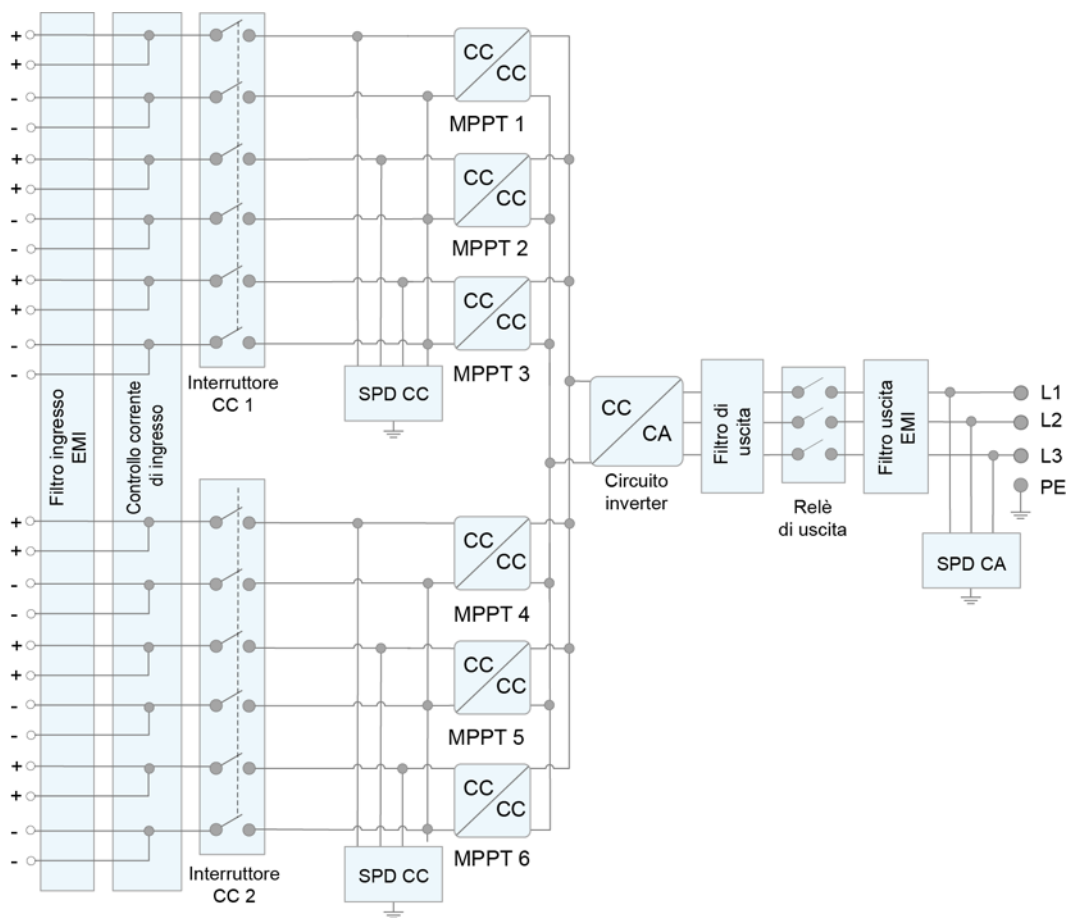 +
+
-
-
+
+
-
-
+
+
-
-
Filtro ingresso
EMI
Controllo corrente
di ingresso
Interruttore
CC 1
SPD CC
CC
CC
MPPT 1
CC
CC
MPPT 2
CC
CC
MPPT 3
CC
CA
Circuito
inverter
Filtro di
uscita
Relè
di uscita
Filtro uscita
EMI
L1
L2
L3
PE
SPD CA
+
+
-
-
+
+
-
-
+
+
-
-
Interruttore
CC 2
SPD CC
CC
CC
MPPT 4
CC
CC
MPPT 5
CC
CC
MPPT 6